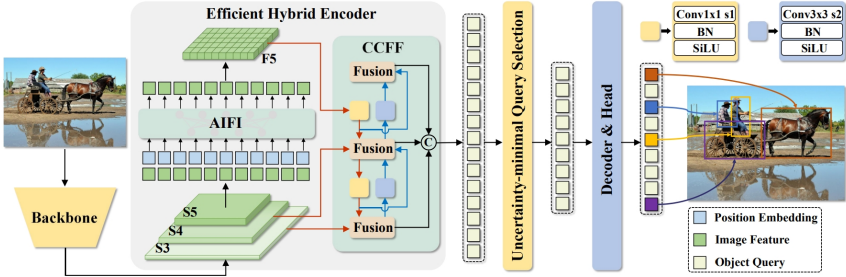 Efficient Hybrid Encoder
Conv1x1 s1
BN
SiLU
Conv3x3 s2
BN
SiLU
F5
CCFF
Fusion
AIFI
Fusion
C
Fusion
S5
S4
S3
Backbone
Uncertainty-minimal Query Selection
Decoder & Head
Position Embedding
Image Feature
Object Query